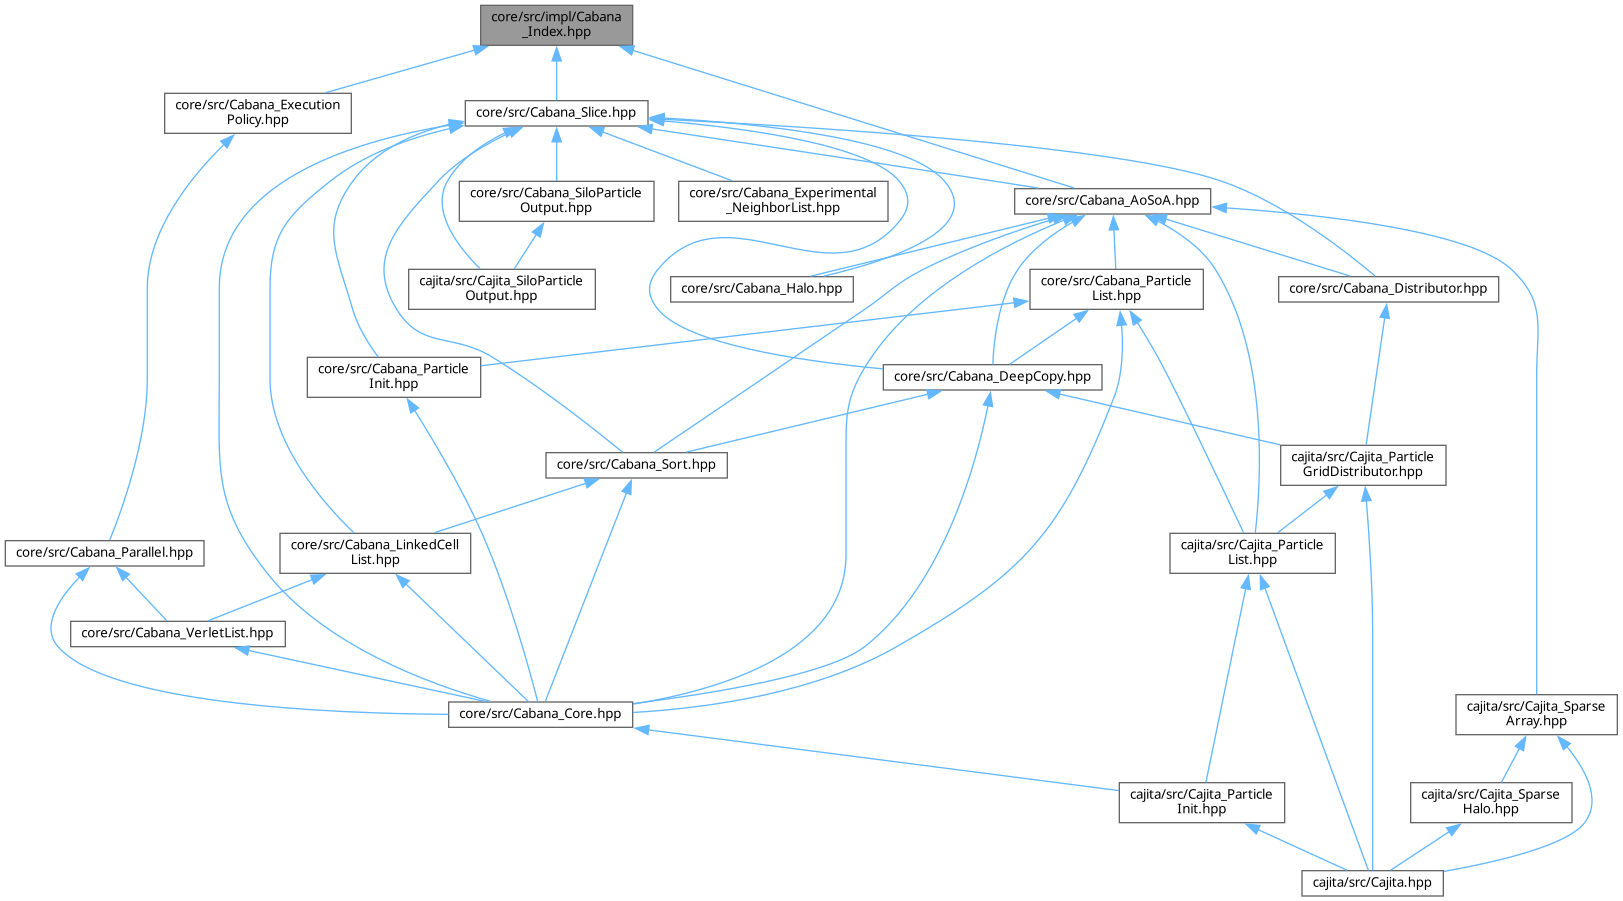 core/src/impl/Cabana
_Index.hpp
core/src/Cabana_Execution
Policy.hpp
core/src/Cabana_Slice.hpp
core/src/Cabana_SiloParticle
Output.hpp
core/src/Cabana_Experimental
_NeighborList.hpp
core/src/Cabana_AoSoA.hpp
cajita/src/Cajita_SiloParticle
Output.hpp
core/src/Cabana_Halo.hpp
core/src/Cabana_Particle
List.hpp
core/src/Cabana_Distributor.hpp
core/src/Cabana_Particle
Init.hpp
core/src/Cabana_DeepCopy.hpp
core/src/Cabana_Sort.hpp
cajita/src/Cajita_Particle
GridDistributor.hpp
core/src/Cabana_Parallel.hpp
core/src/Cabana_LinkedCell
List.hpp
cajita/src/Cajita_Particle
List.hpp
core/src/Cabana_VerletList.hpp
core/src/Cabana_Core.hpp
cajita/src/Cajita_Sparse
Array.hpp
cajita/src/Cajita_Particle
Init.hpp
cajita/src/Cajita_Sparse
Halo.hpp
cajita/src/Cajita.hpp